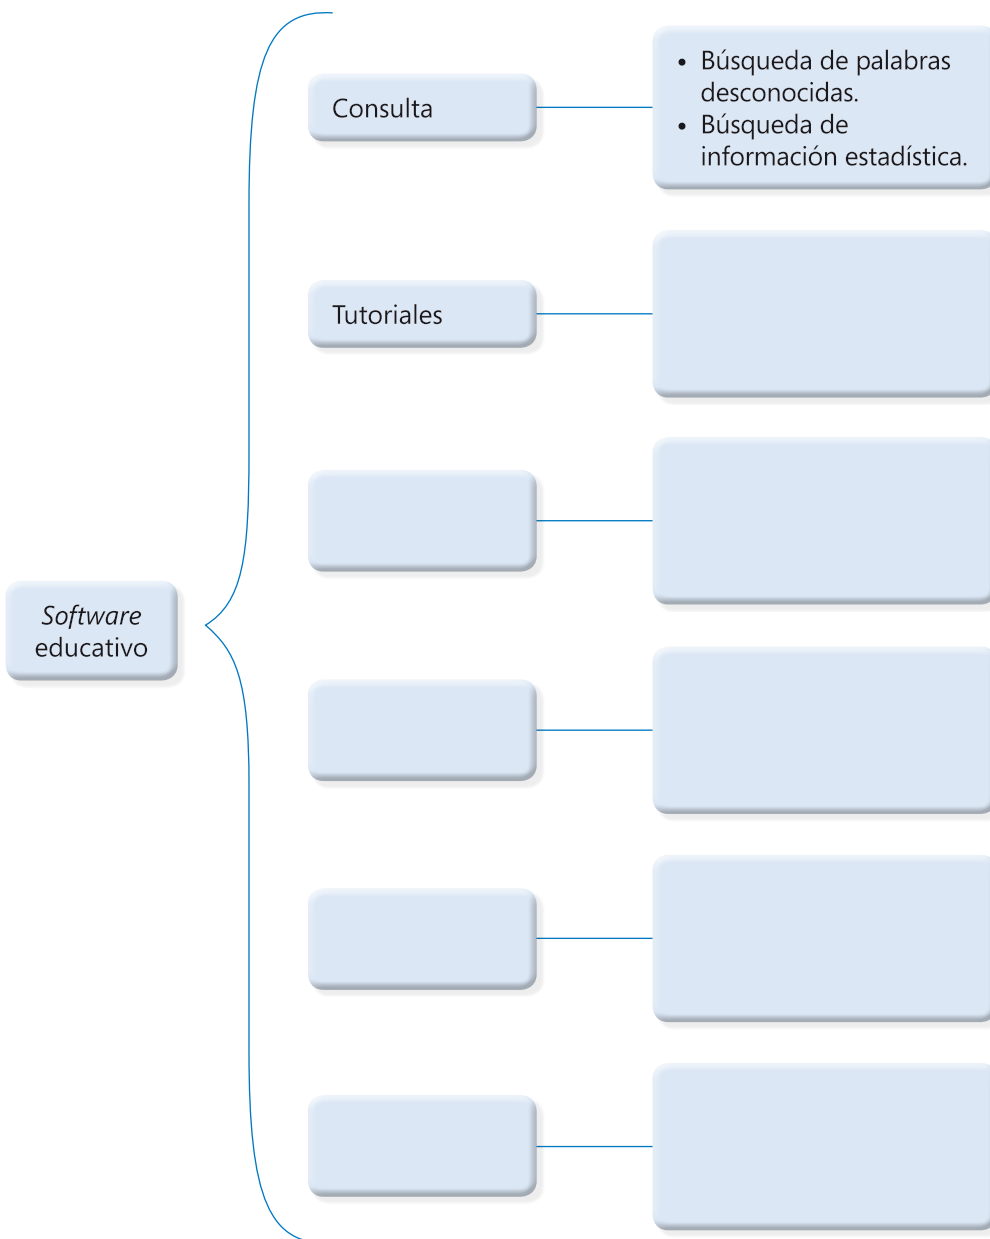 Consulta
• Búsqueda de palabras
desconocidas.
• Búsqueda de
información estadística.
Tutoriales
Software
educativo